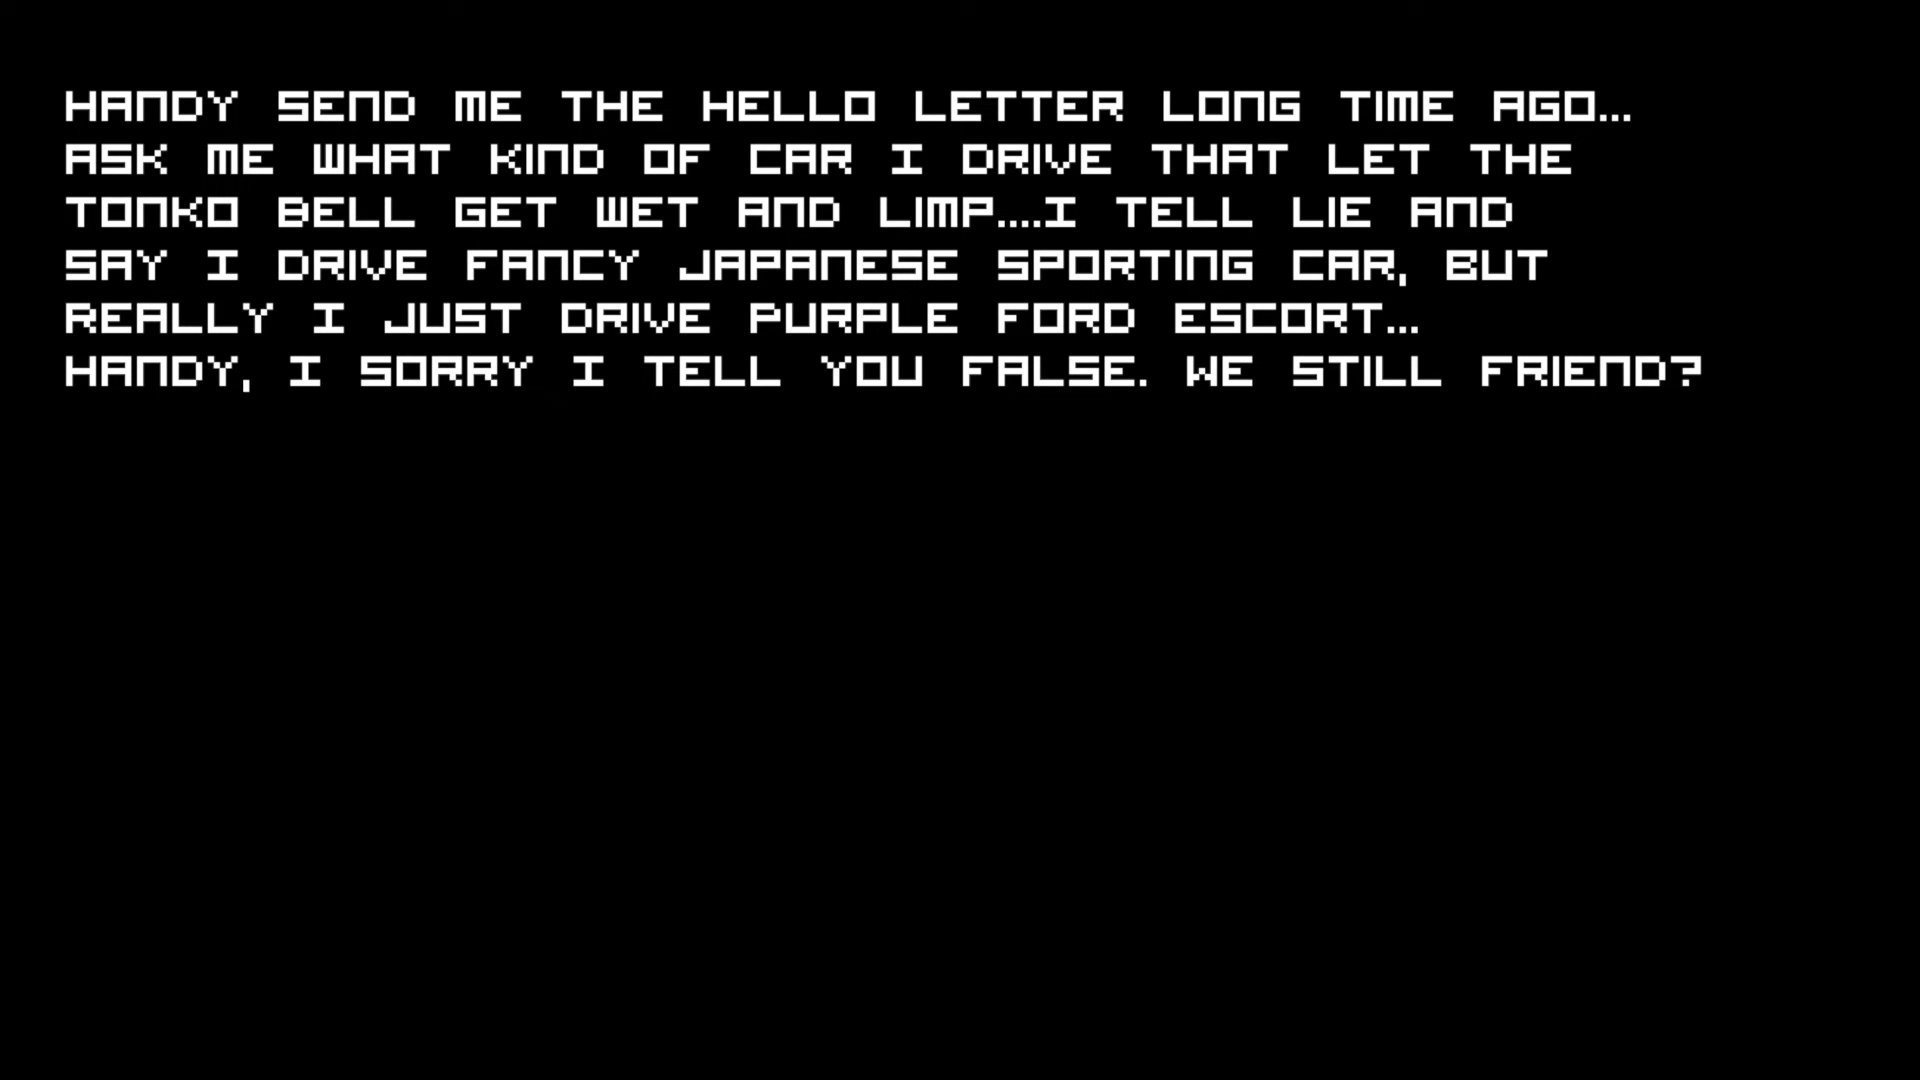 HANDY SEND ME THE HELLO LETTER LONG TIME AGO...
ASK ME WHAT KIND OF CAR I DRIVE THAT LET THE
TONKO BELL GET WET AND LIMP....I TELL LIE AND
SAY I DRIVE FANCY JAPANESE SPORTING CAR, BUT
REALLY I JUST DRIVE PURPLE FORD ESCORT...
HANDY, I SORRY I TELL YOU FALSE. WE STILL FRIEND?